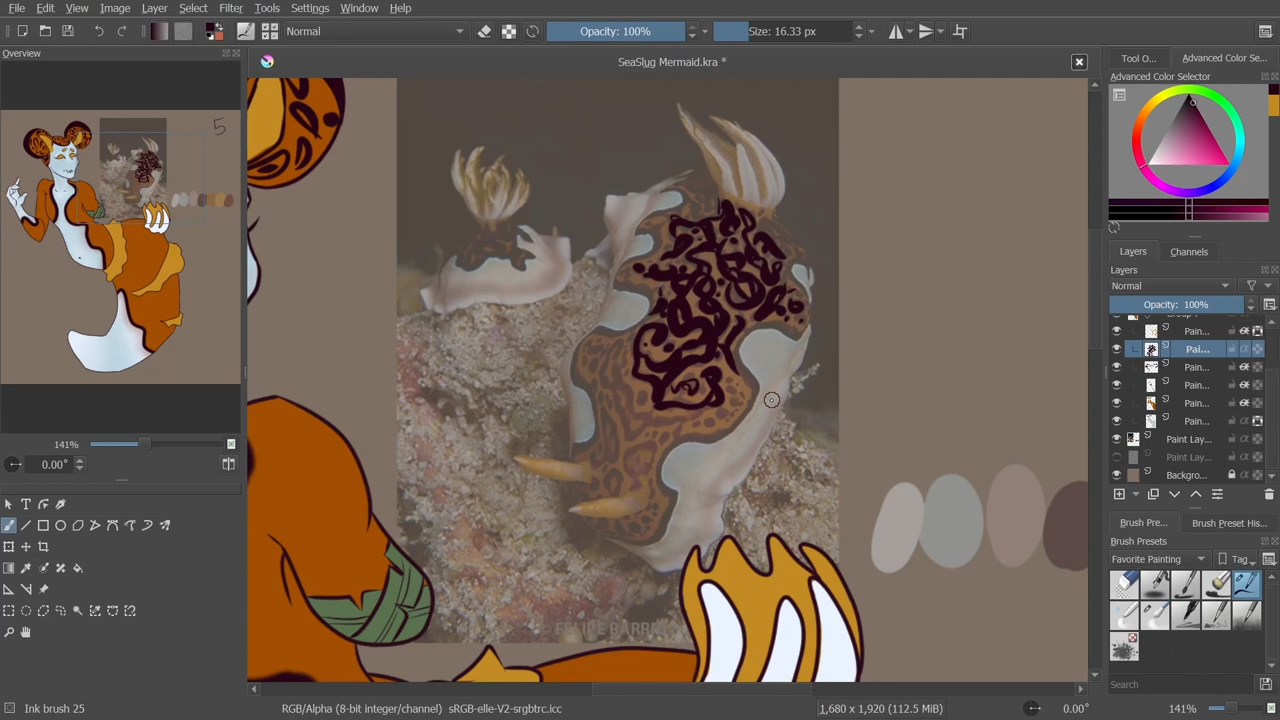 File Edit View Image Layer Select Filter Tools Settings Window Help
Normal Opacity: 100% Size: 16.33 px
Overview
SeaSlug Mermaid.kra *
Tool O... Advanced Color Se...
Advanced Color Selector
5
Layers Channels
Layers
Normal
Opacity: 100%
Pain...
Pai...
Pain...
Pain...
Pain...
Pain...
Paint Lay...
Paint Lay...
Backgro...
141%
0.00°
Brush Pre... Brush Preset His...
Brush Presets
Favorite Painting Tag
© FELIPE
Search
Ink brush 25 RGB/Alpha (8-bit integer/channel) sRGB-elle-V2-srgbtrc.icc 1,680 x 1,920 (112.5 MiB) 0.00° 141%